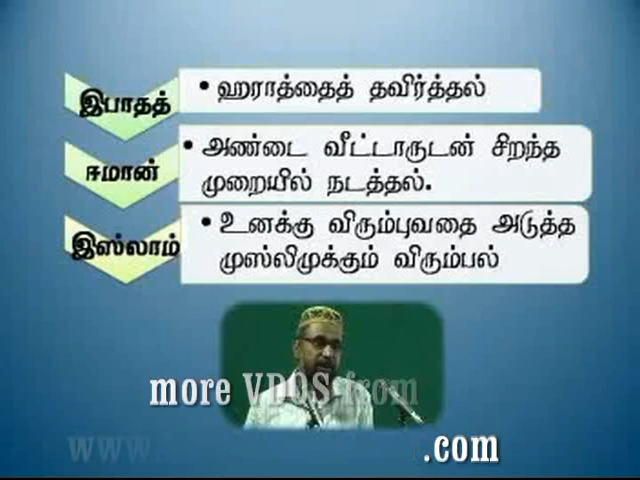 இபாதத்
• ஹராத்தைத் தவிர்த்தல்
ஈமான்
• அண்டை வீட்டாருடன் சிறந்த
முறையில் நடத்தல்.
இஸ்லாம்
• உனக்கு விரும்புவதை அடுத்த
முஸ்லிமுக்கும் விரும்பல்
more VDOS from
www. .com